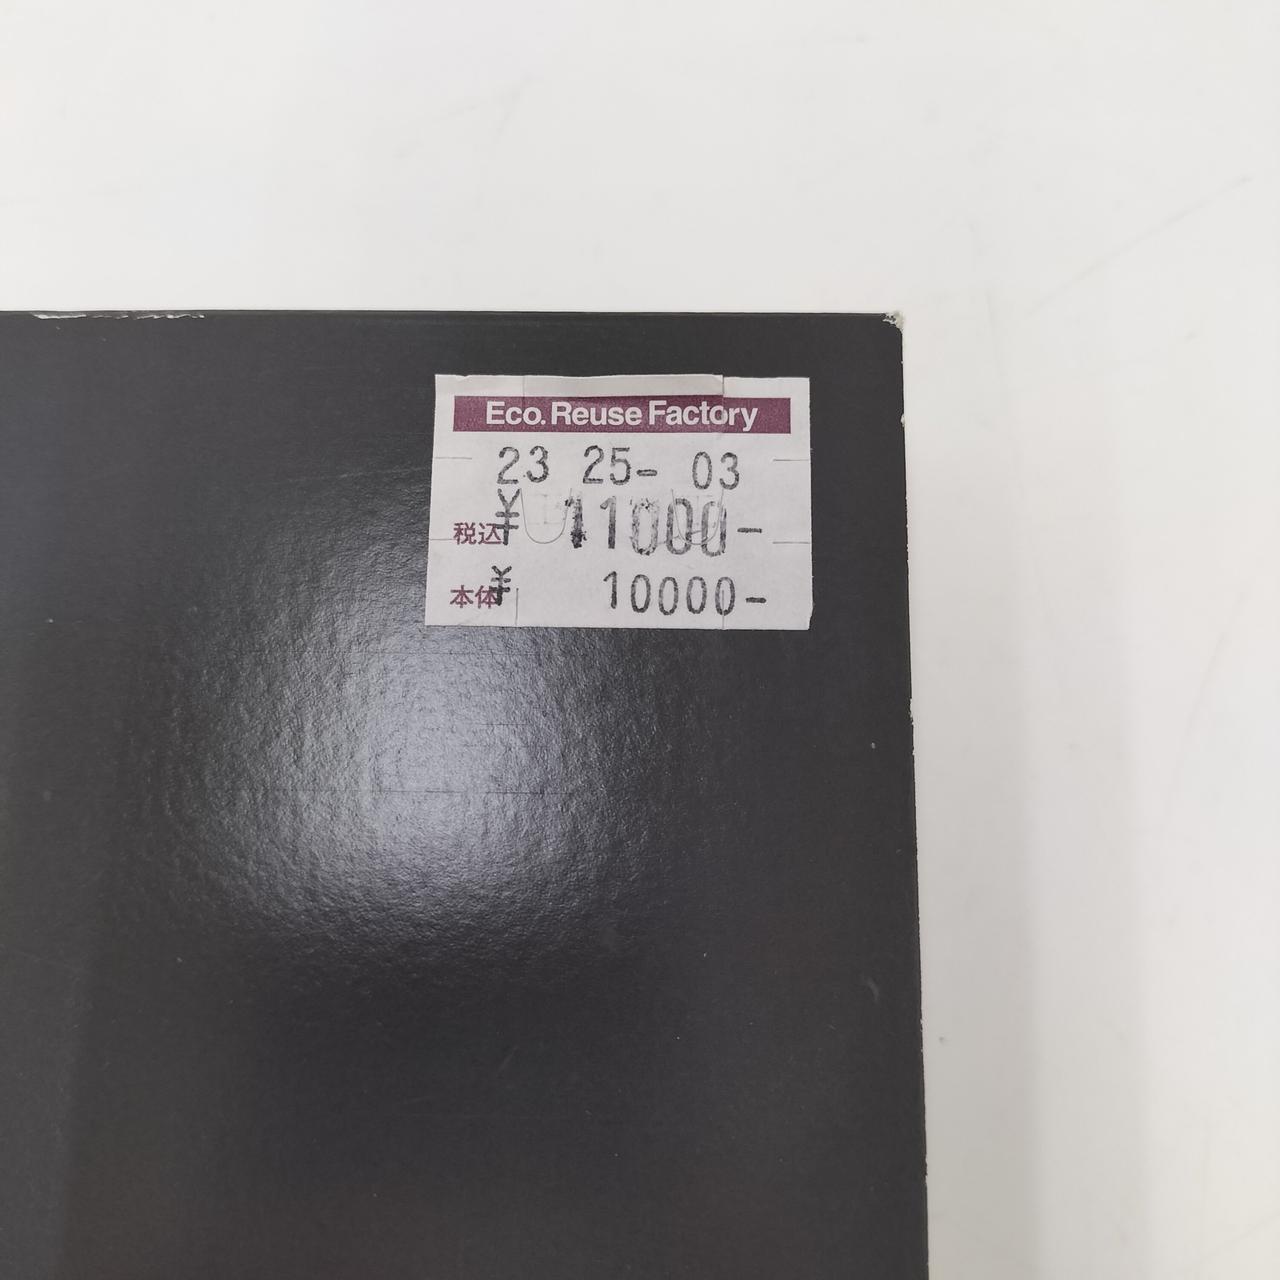 Eco. Reuse Factory
23 25- 03
税込 ¥ 11000-
本体 ¥ 10000-